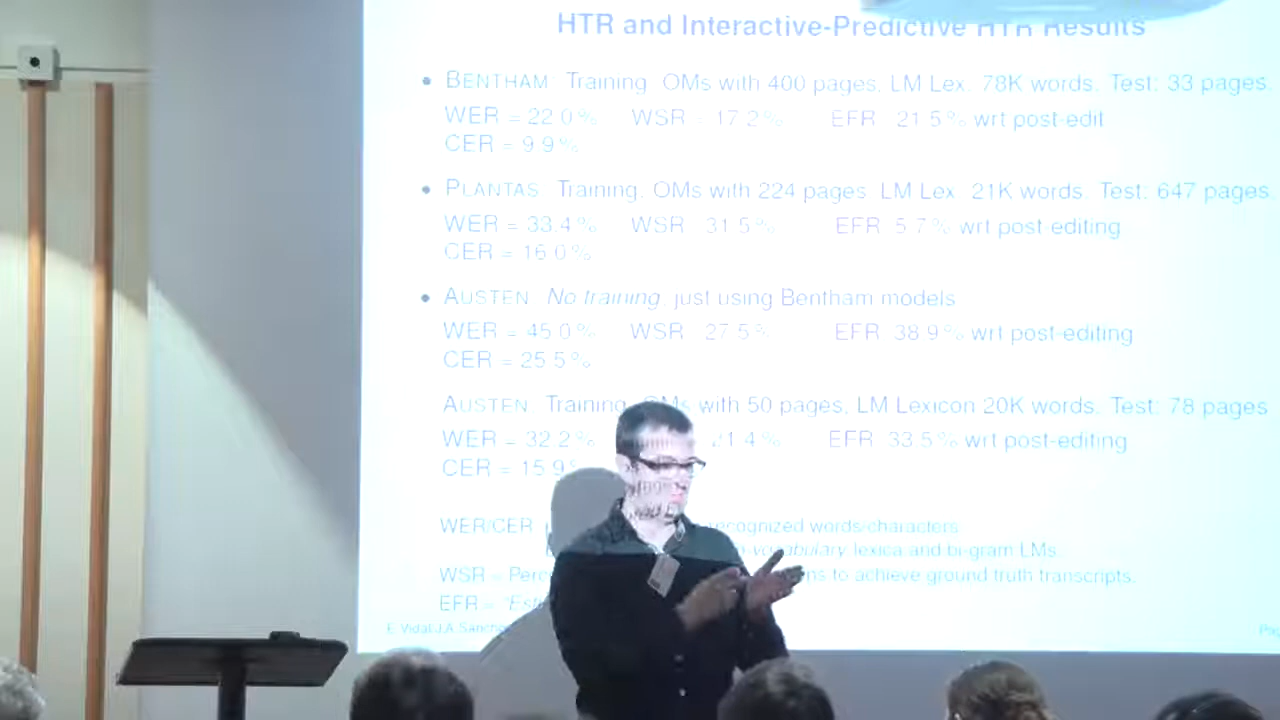 HTR and Interactive-Predictive HTR Results
• BENTHAM: Training: OMs with 400 pages, LM Lex: 78K words. Test: 33 pages.
WER = 22.0% WSR = 17.2% EFR 21.5% wrt post-edit
CER = 9.9%
• PLANTAS: Training: OMs with 224 pages. LM Lex: 21K words. Test: 647 pages.
WER = 33.4% WSR 31.5% EFR 5.7% wrt post-editing
CER = 16.0%
• AUSTEN: No training, just using Bentham models
WER = 45.0% WSR 27.5% EFR 38.9% wrt post-editing
CER = 25.5%
AUSTEN: Training: OMs with 50 pages, LM Lexicon 20K words. Test: 78 pages
WER = 32.2% 21.4% EFR 33.5% wrt post-editing
CER = 15.9%
WER/CER recognized words/characters
lexica and bi-gram LMs.
WSR = to achieve ground truth transcripts.
EFR =
E. Vidal, J.A.